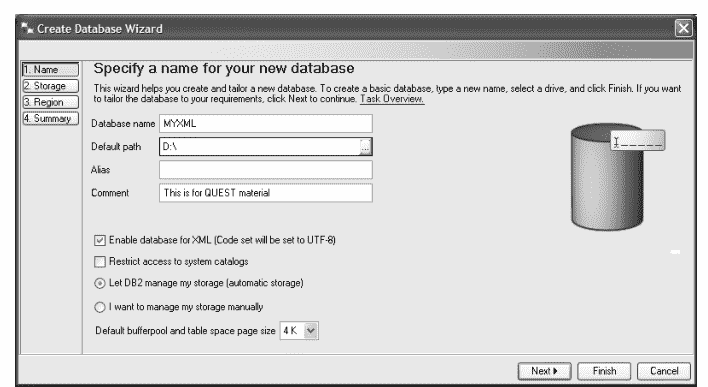 Create Database Wizard
1. Name
2. Storage
3. Region
4. Summary
Specify a name for your new database
This wizard helps you create and tailor a new database. To create a basic database, type a new name, select a drive, and click Finish. If you want
to tailor the database to your requirements, click Next to continue. Task Overview.
Database name MYXML
Default path D:\ ...
Alias
Comment This is for QUEST material
Enable database for XML (Code set will be set to UTF-8)
Restrict access to system catalogs
Let DB2 manage my storage (automatic storage)
I want to manage my storage manually
Default bufferpool and table space page size 4 K
Next Finish Cancel